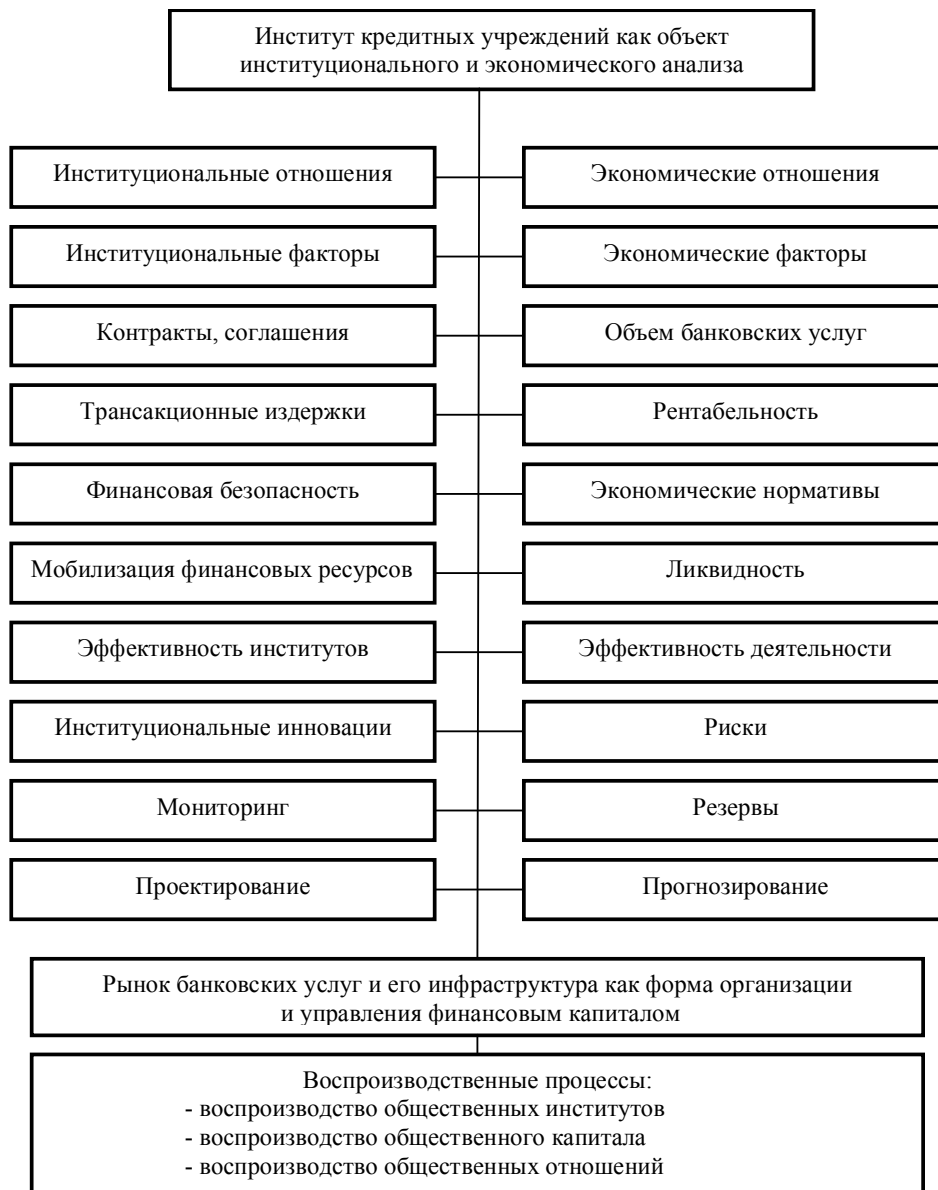 Институт кредитных учреждений как объект
институционального и экономического анализа
Институциональные отношения
Экономические отношения
Институциональные факторы
Экономические факторы
Контракты, соглашения
Объем банковских услуг
Трансакционные издержки
Рентабельность
Финансовая безопасность
Экономические нормативы
Мобилизация финансовых ресурсов
Ликвидность
Эффективность институтов
Эффективность деятельности
Институциональные инновации
Риски
Мониторинг
Резервы
Проектирование
Прогнозирование
Рынок банковских услуг и его инфраструктура как форма организации
и управления финансовым капиталом
Воспроизводственные процессы:
- воспроизводство общественных институтов
- воспроизводство общественного капитала
- воспроизводство общественных отношений